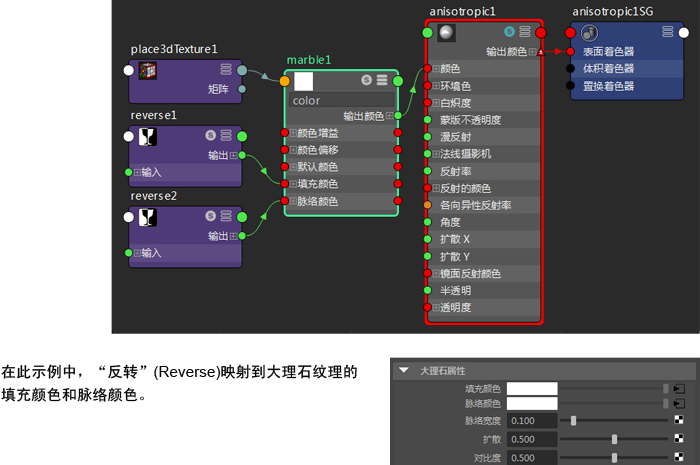 place3dTexture1
矩阵
reverse1
输出
输入
reverse2
输出
输入
marble1
color
输出颜色
颜色增益
颜色偏移
默认颜色
填充颜色
脉络颜色
anisotropic1
输出颜色
颜色
环境色
白炽度
蒙版不透明度
漫反射
法线摄影机
反射率
反射的颜色
各向异性反射率
角度
扩散 X
扩散 Y
镜面反射颜色
半透明
透明度
anisotropic1SG
表面着色器
体积着色器
置换着色器
在此示例中，“反转”(Reverse)映射到大理石纹理的
填充颜色和脉络颜色。
大理石属性
填充颜色
脉络颜色
脉络宽度 0.100
扩散 0.500
对比度 0.500